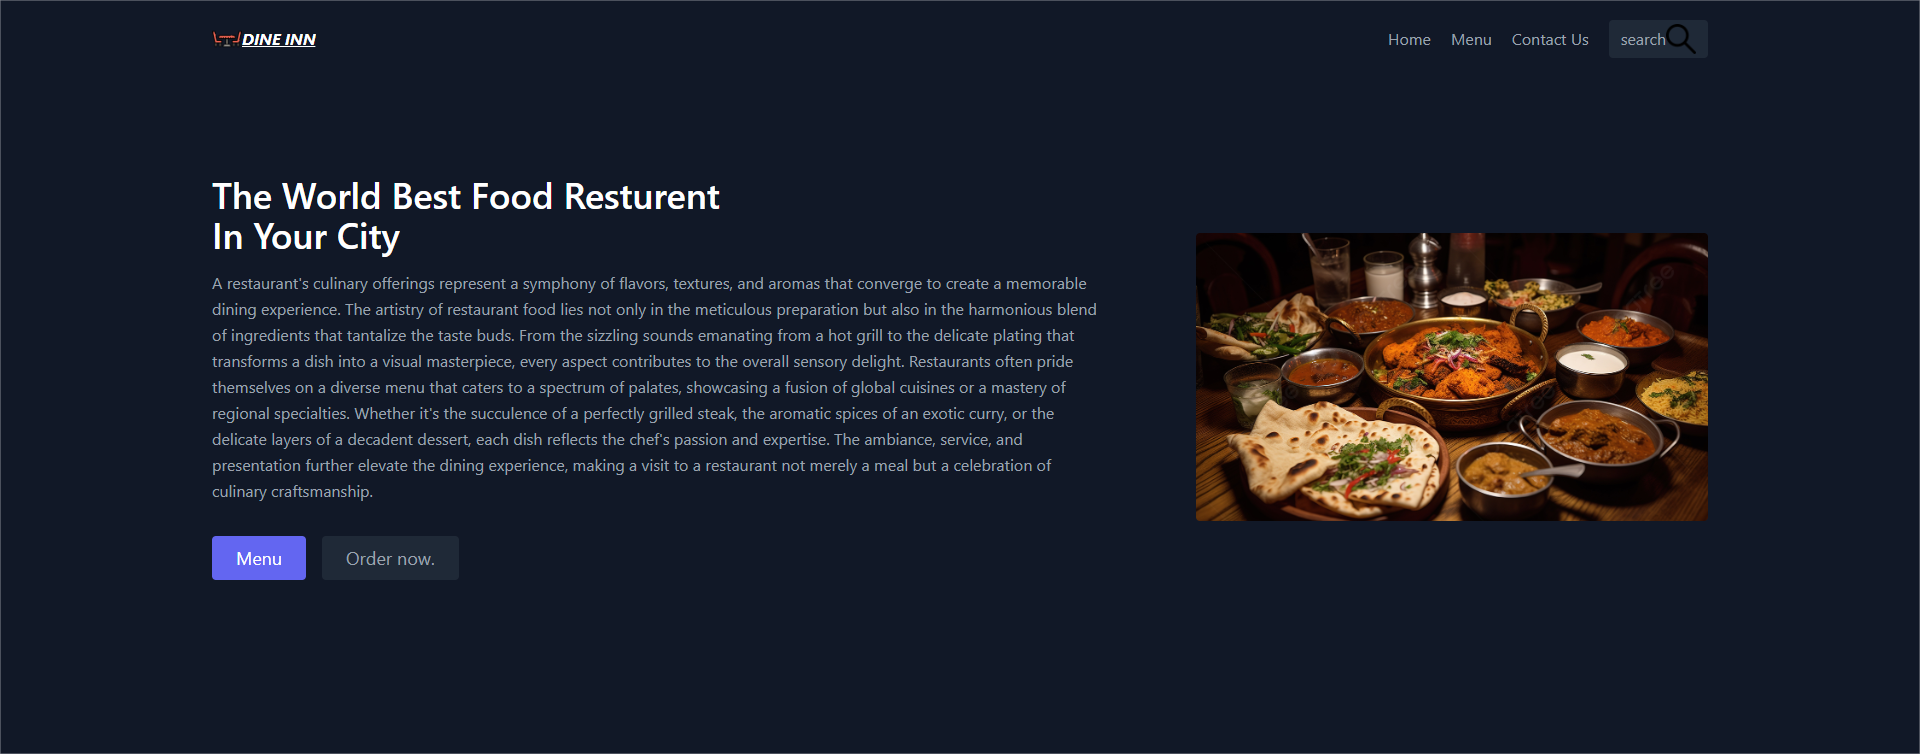 DINE INN
Home Menu Contact Us search
The World Best Food Resturent
In Your City
A restaurant's culinary offerings represent a symphony of flavors, textures, and aromas that converge to create a memorable
dining experience. The artistry of restaurant food lies not only in the meticulous preparation but also in the harmonious blend
of ingredients that tantalize the taste buds. From the sizzling sounds emanating from a hot grill to the delicate plating that
transforms a dish into a visual masterpiece, every aspect contributes to the overall sensory delight. Restaurants often pride
themselves on a diverse menu that caters to a spectrum of palates, showcasing a fusion of global cuisines or a mastery of
regional specialties. Whether it's the succulence of a perfectly grilled steak, the aromatic spices of an exotic curry, or the
delicate layers of a decadent dessert, each dish reflects the chef's passion and expertise. The ambiance, service, and
presentation further elevate the dining experience, making a visit to a restaurant not merely a meal but a celebration of
culinary craftsmanship.
Menu Order now.